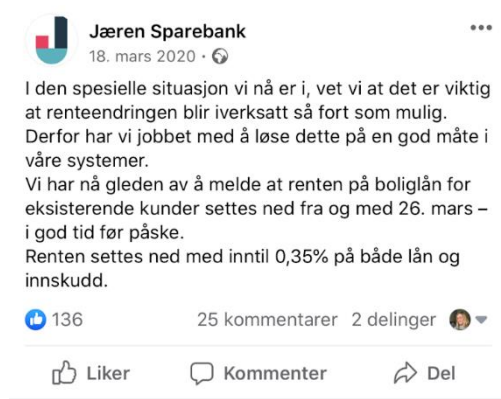 Jæren Sparebank
18. mars 2020 ·
I den spesielle situasjon vi nå er i, vet vi at det er viktig
at renteendringen blir iverksatt så fort som mulig.
Derfor har vi jobbet med å løse dette på en god måte i
våre systemer.
Vi har nå gleden av å melde at renten på boliglån for
eksisterende kunder settes ned fra og med 26. mars –
i god tid før påske.
Renten settes ned med inntil 0,35% på både lån og
innskudd.
136 25 kommentarer 2 delinger
Liker Kommenter Del